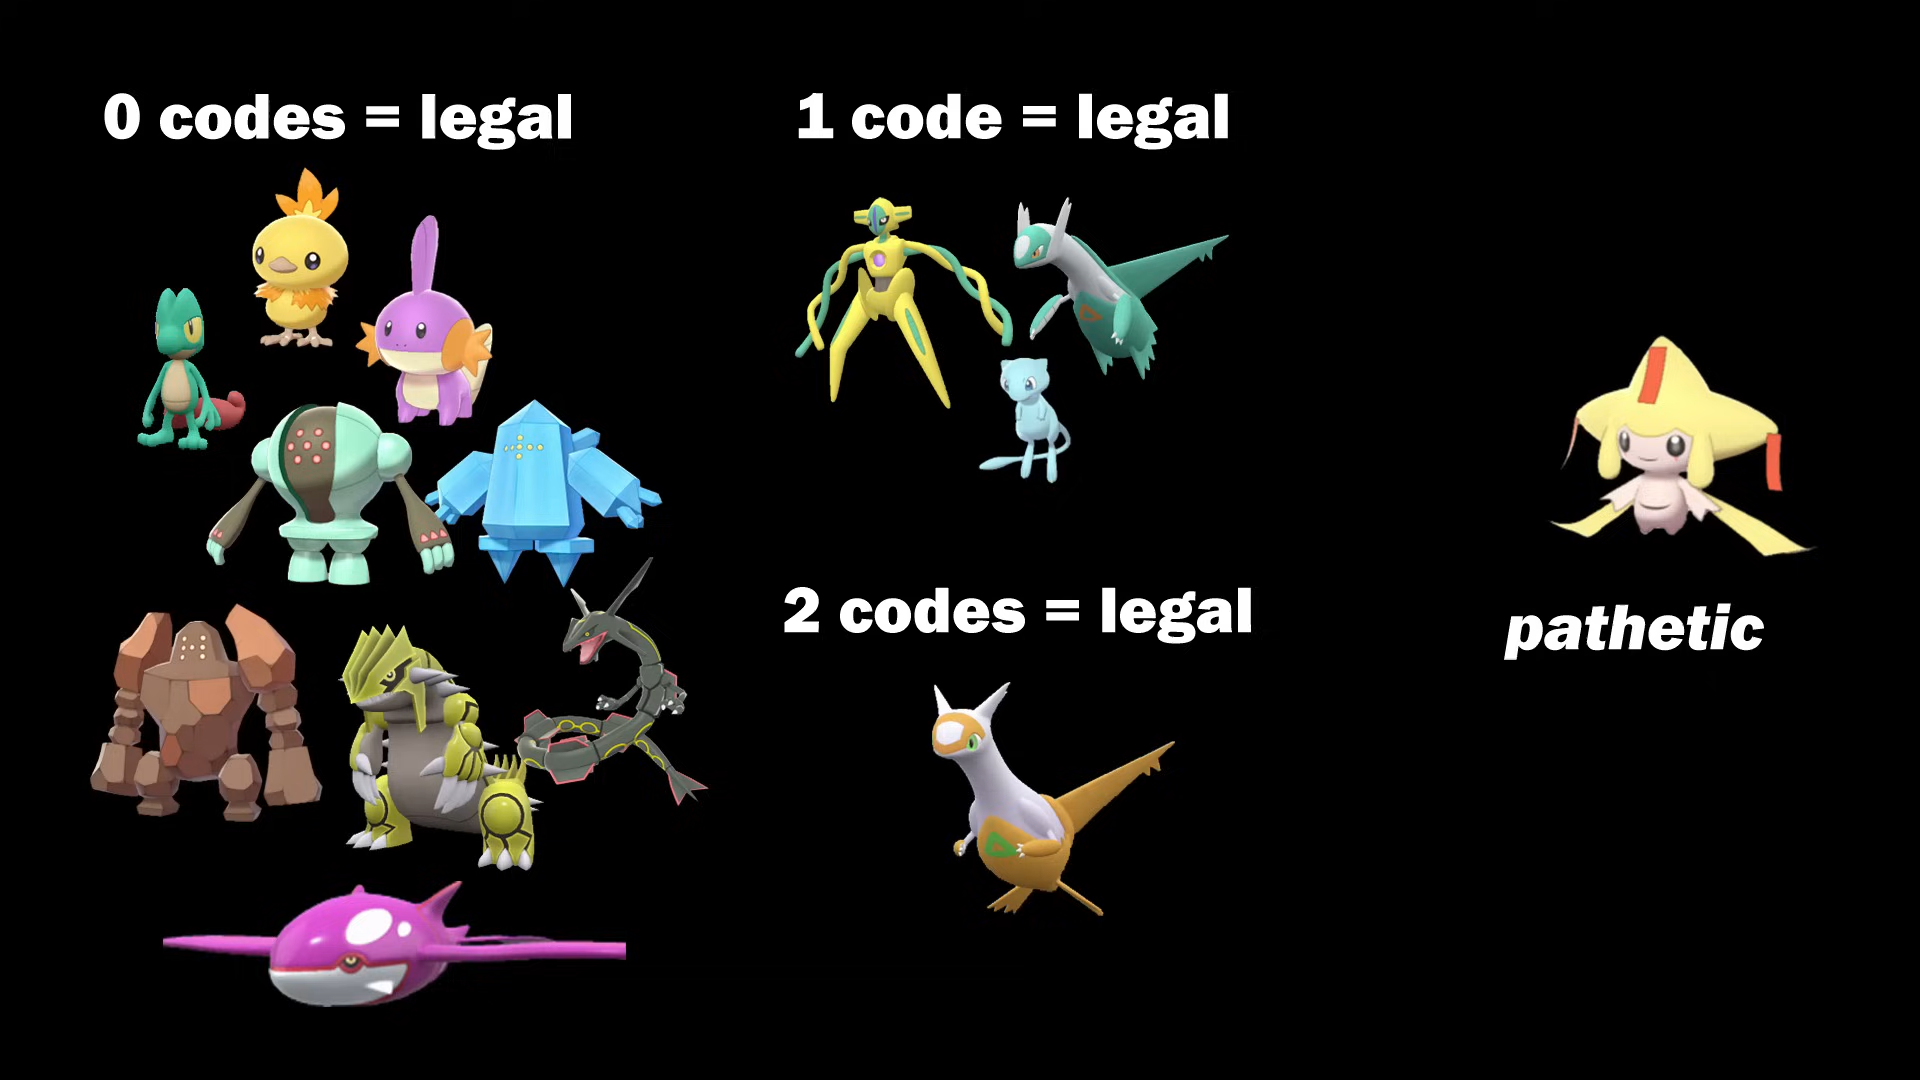 0 codes = legal
1 code = legal
2 codes = legal
pathetic